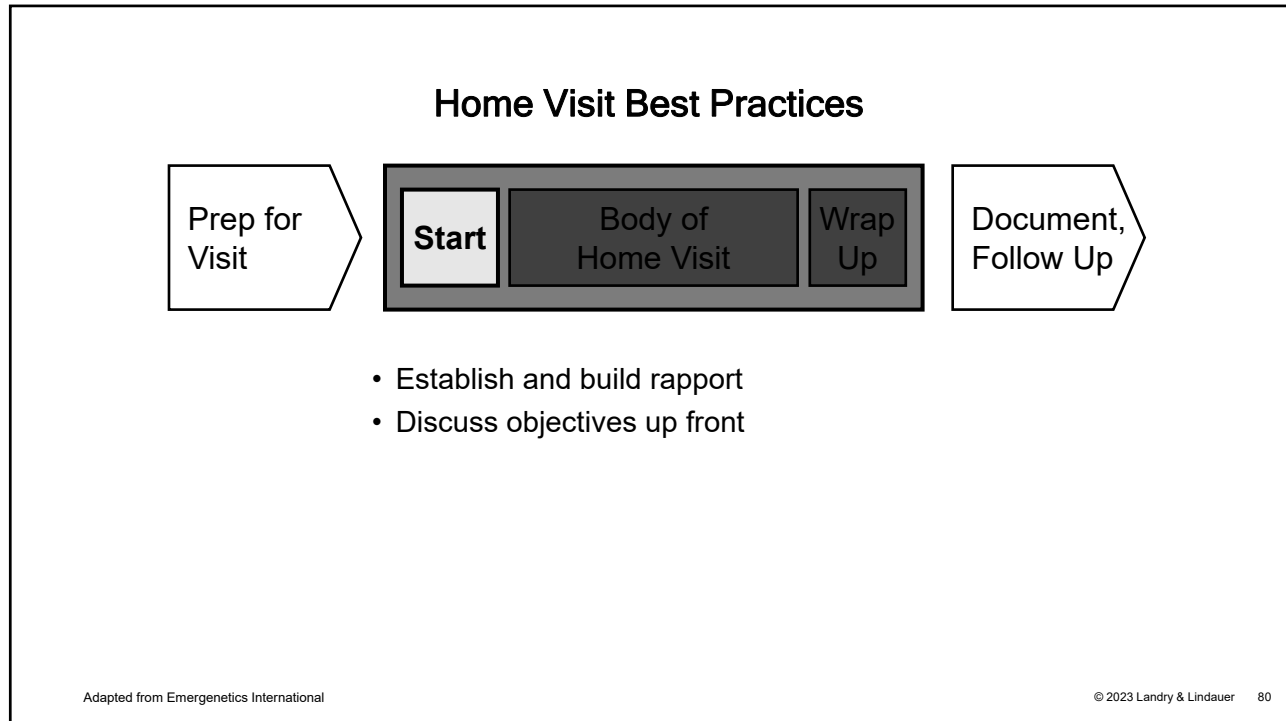 Home Visit Best Practices
Prep for
Visit
Start
Body of
Home Visit
Wrap
Up
Document,
Follow Up
• Establish and build rapport
• Discuss objectives up front
Adapted from Emergenetics International
© 2023 Landry & Lindauer 80